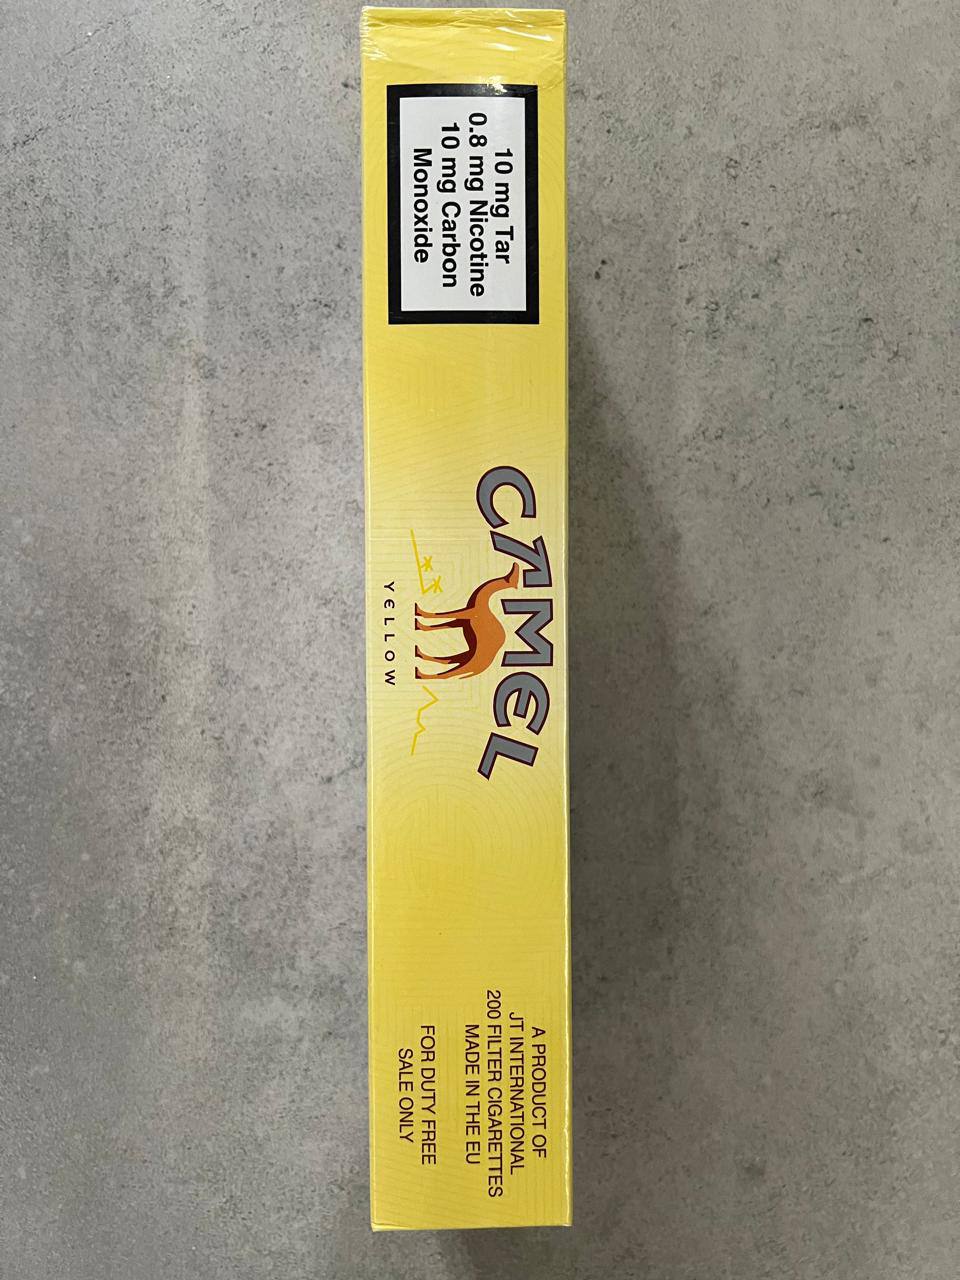 10 mg Tar
0.8 mg Nicotine
10 mg Carbon
Monoxide
CAMEL
YELLOW
A PRODUCT OF
JT INTERNATIONAL
200 FILTER CIGARETTES
MADE IN THE EU
FOR DUTY FREE
SALE ONLY